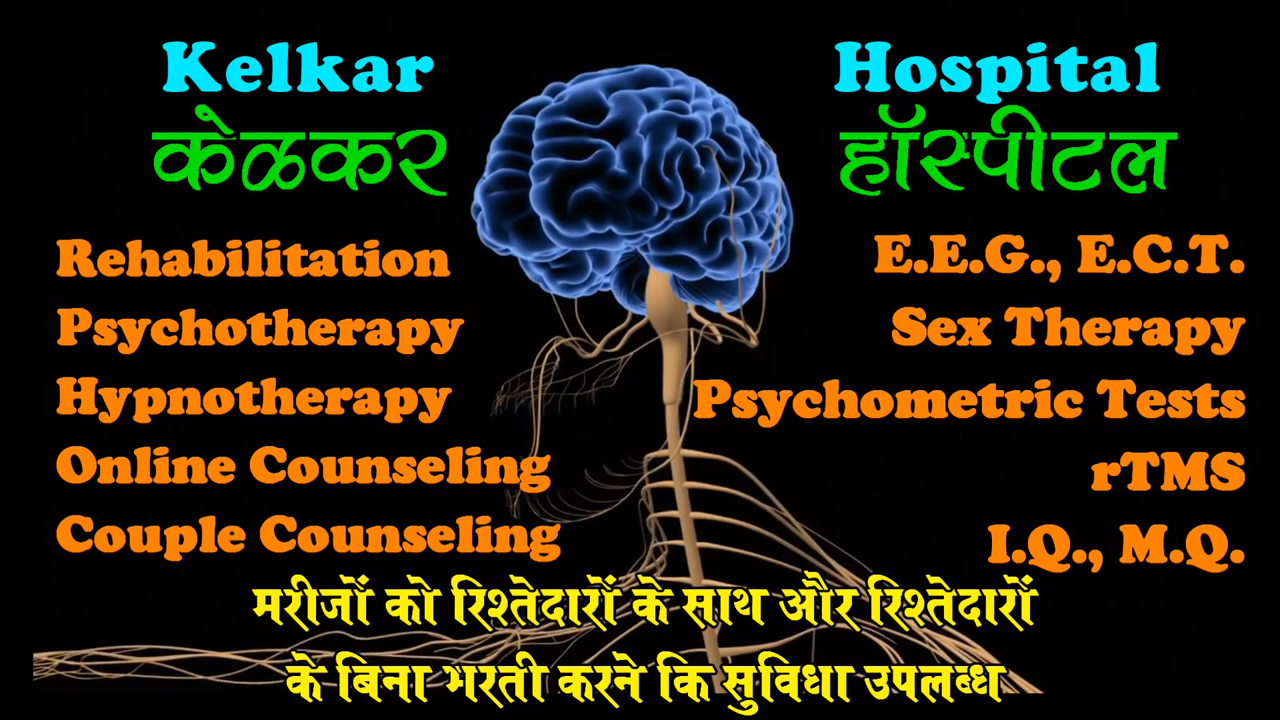 Kelkar Hospital
केळकर हॉस्पीटल
Rehabilitation
Psychotherapy
Hypnotherapy
Online Counseling
Couple Counseling
E.E.G., E.C.T.
Sex Therapy
Psychometric Tests
rTMS
I.Q., M.Q.
मरीजों को रिश्तेदारों के साथ और रिश्तेदारों
के बिना भरती करने कि सुविधा उपलब्ध